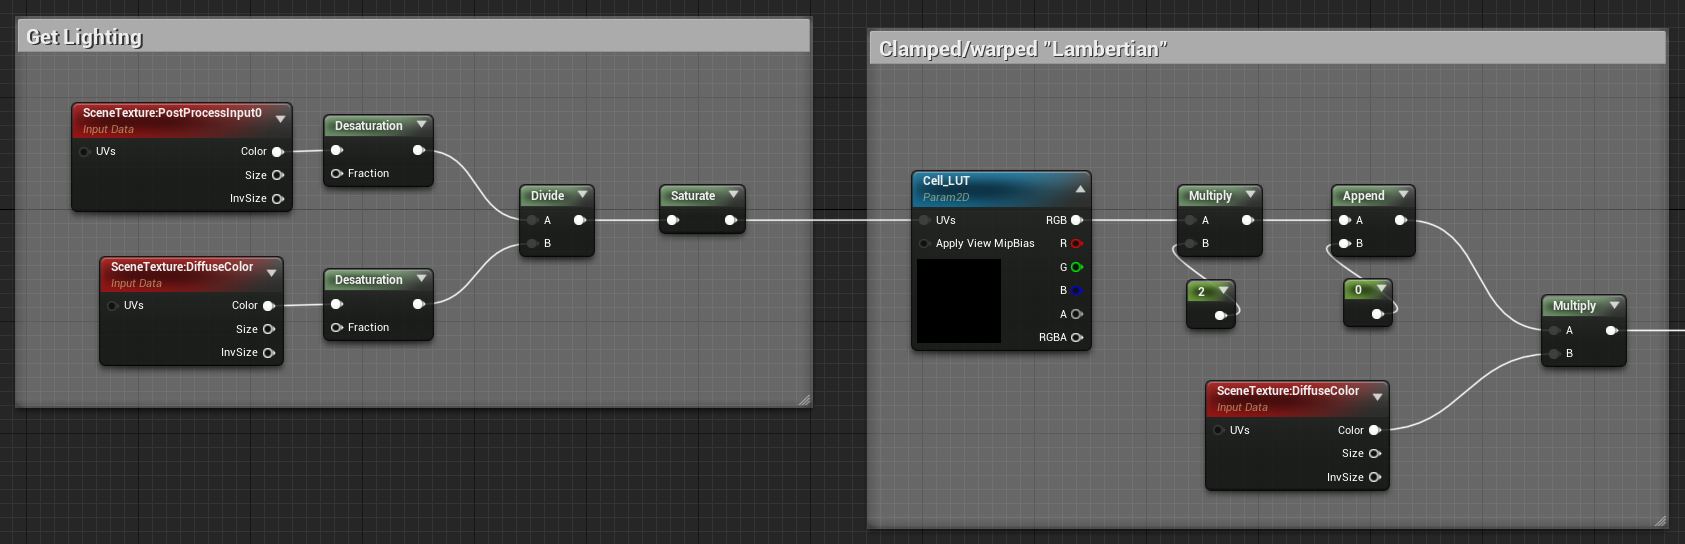 Get Lighting
SceneTexture:PostProcessInput0
Input Data
UVs
Color
Size
InvSize
Desaturation
Fraction
SceneTexture:DiffuseColor
Input Data
UVs
Color
Size
InvSize
Desaturation
Fraction
Divide
A
B
Saturate
Clamped/warped "Lambertian"
Cell_LUT
Param2D
UVs
RGB
Apply View MipBias
R
G
B
A
RGBA
Multiply
A
B
2
Append
A
B
0
SceneTexture:DiffuseColor
Input Data
UVs
Color
Size
InvSize
Multiply
A
B